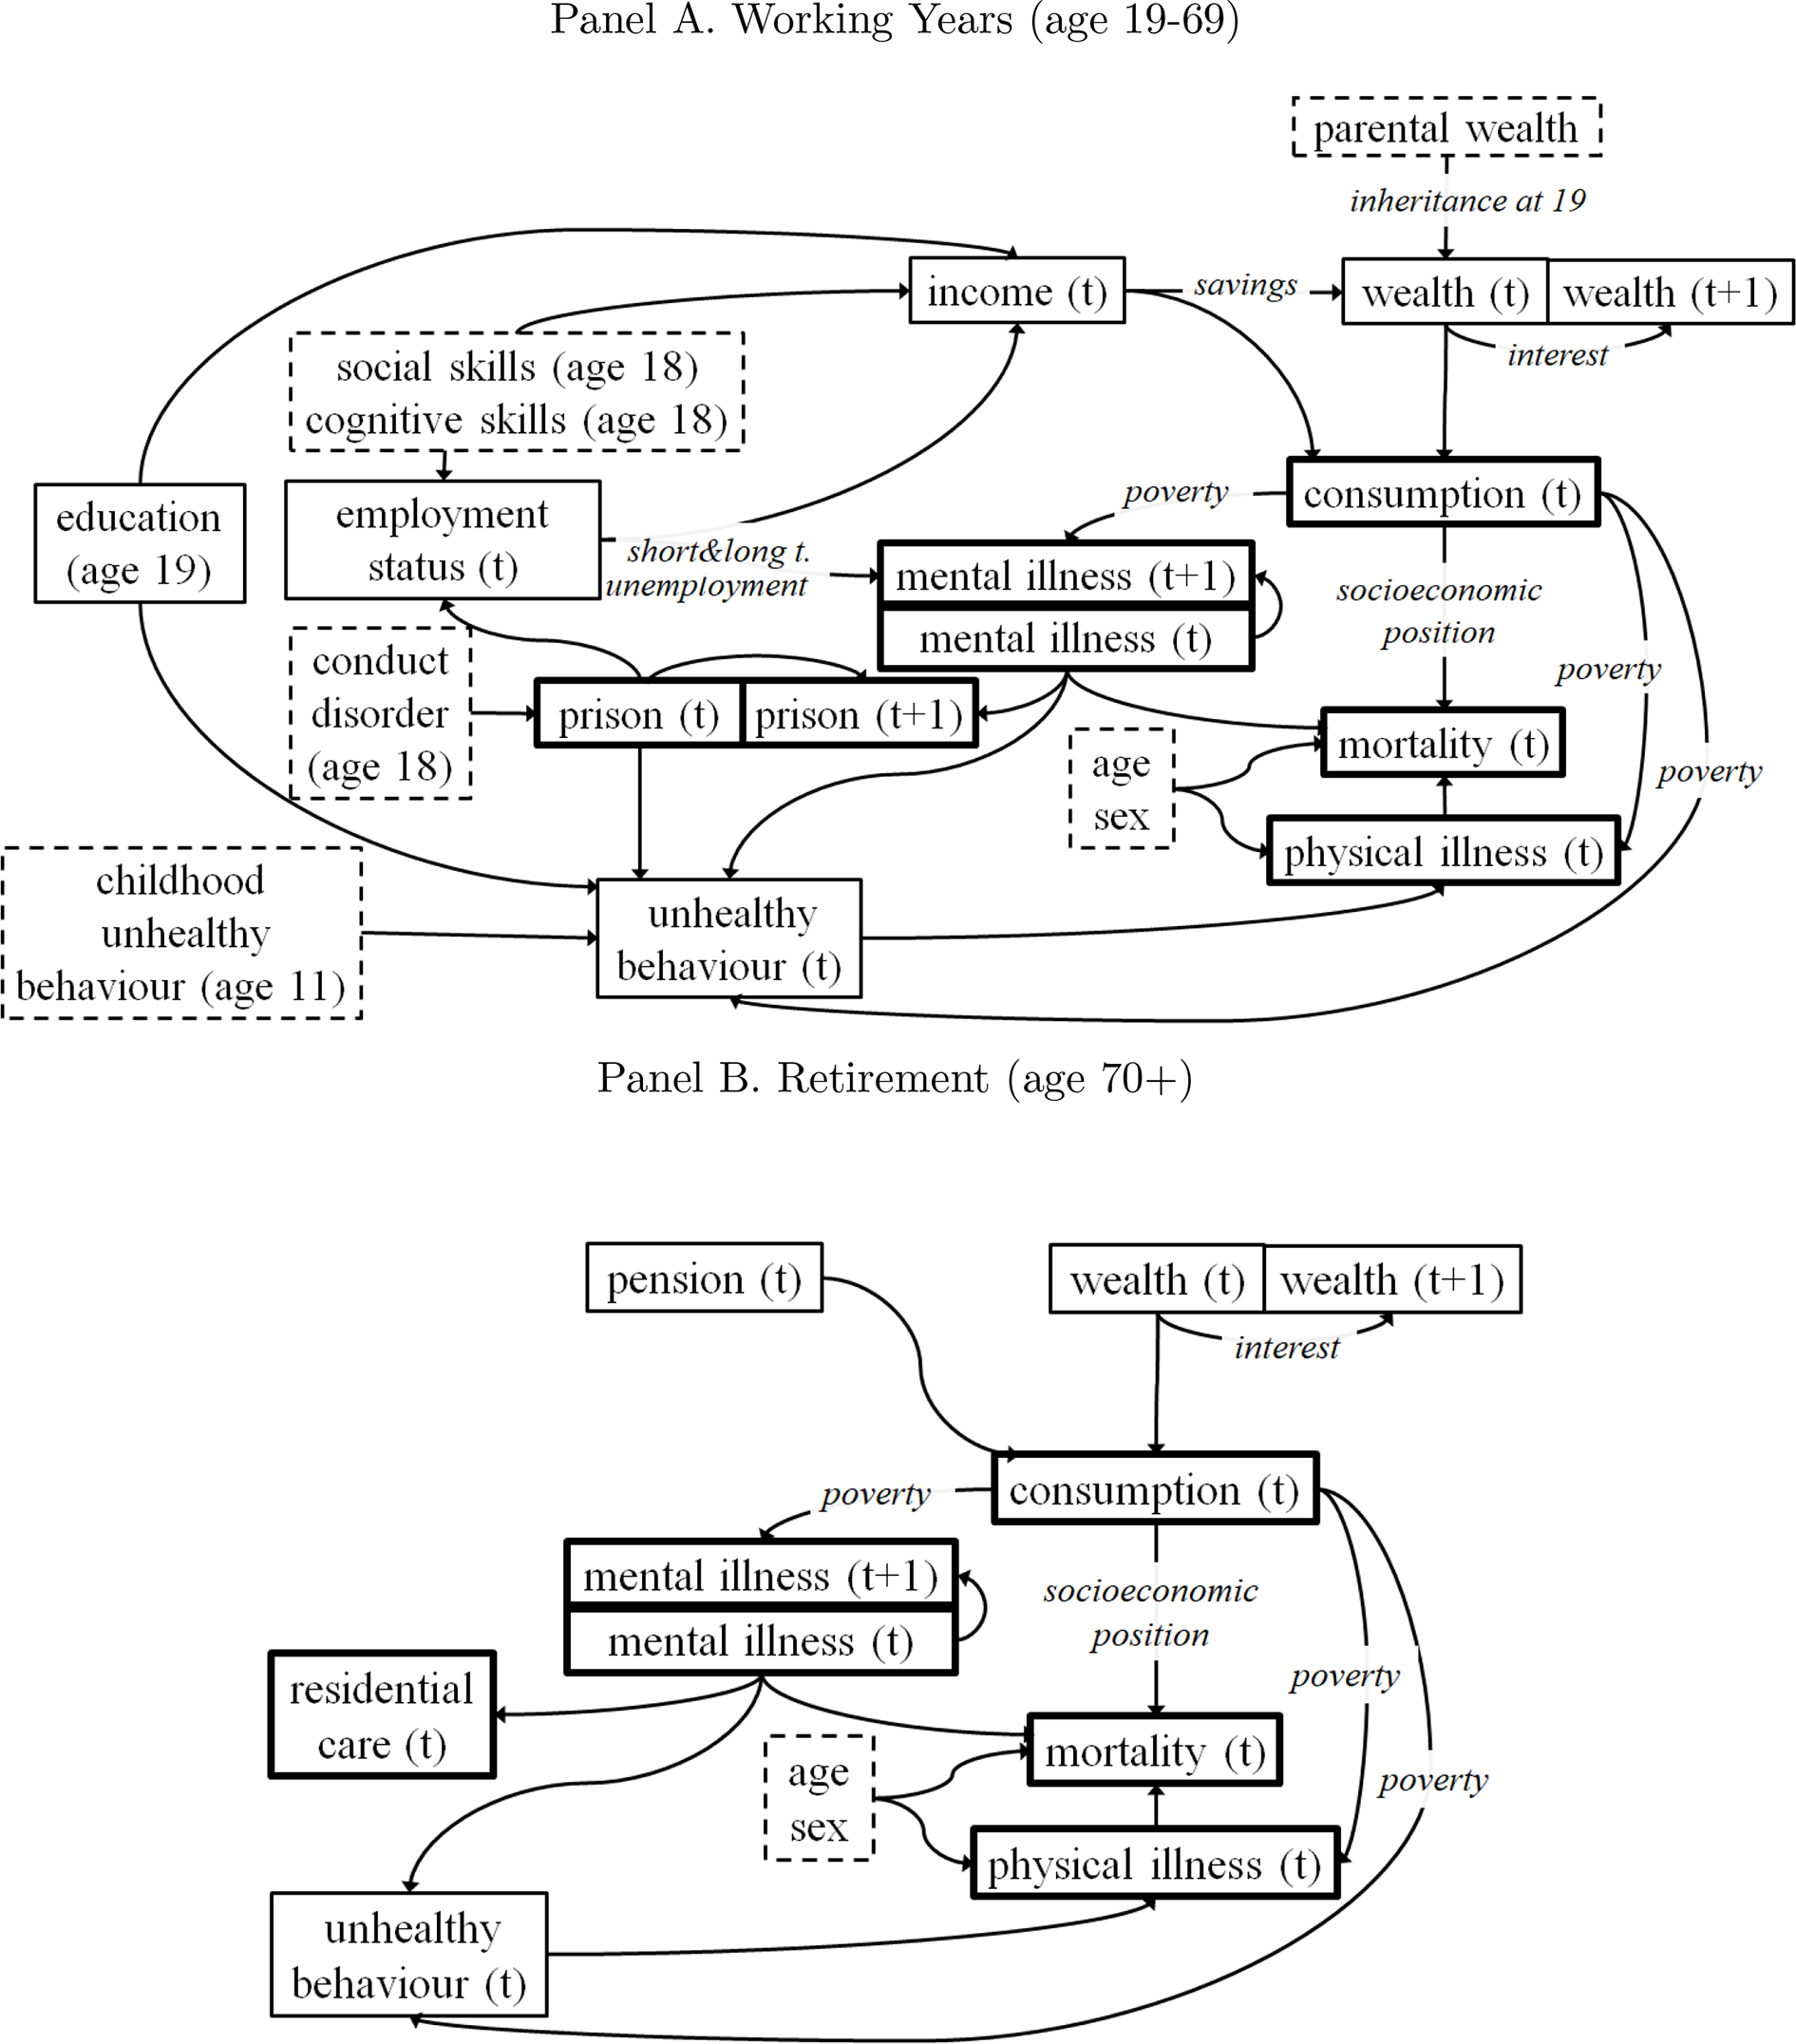 Panel A. Working Years (age 19-69)
parental wealth
inheritance at 19
income (t)
savings
wealth (t)
wealth (t+1)
interest
social skills (age 18)
cognitive skills (age 18)
education
(age 19)
employment
status (t)
short&long t.
unemployment
poverty
consumption (t)
mental illness (t+1)
mental illness (t)
socioeconomic
position
poverty
poverty
conduct
disorder
(age 18)
prison (t)
prison (t+1)
age
sex
mortality (t)
physical illness (t)
childhood
unhealthy
behaviour (age 11)
unhealthy
behaviour (t)
Panel B. Retirement (age 70+)
pension (t)
wealth (t)
wealth (t+1)
interest
poverty
consumption (t)
mental illness (t+1)
mental illness (t)
socioeconomic
position
poverty
poverty
residential
care (t)
age
sex
mortality (t)
physical illness (t)
unhealthy
behaviour (t)